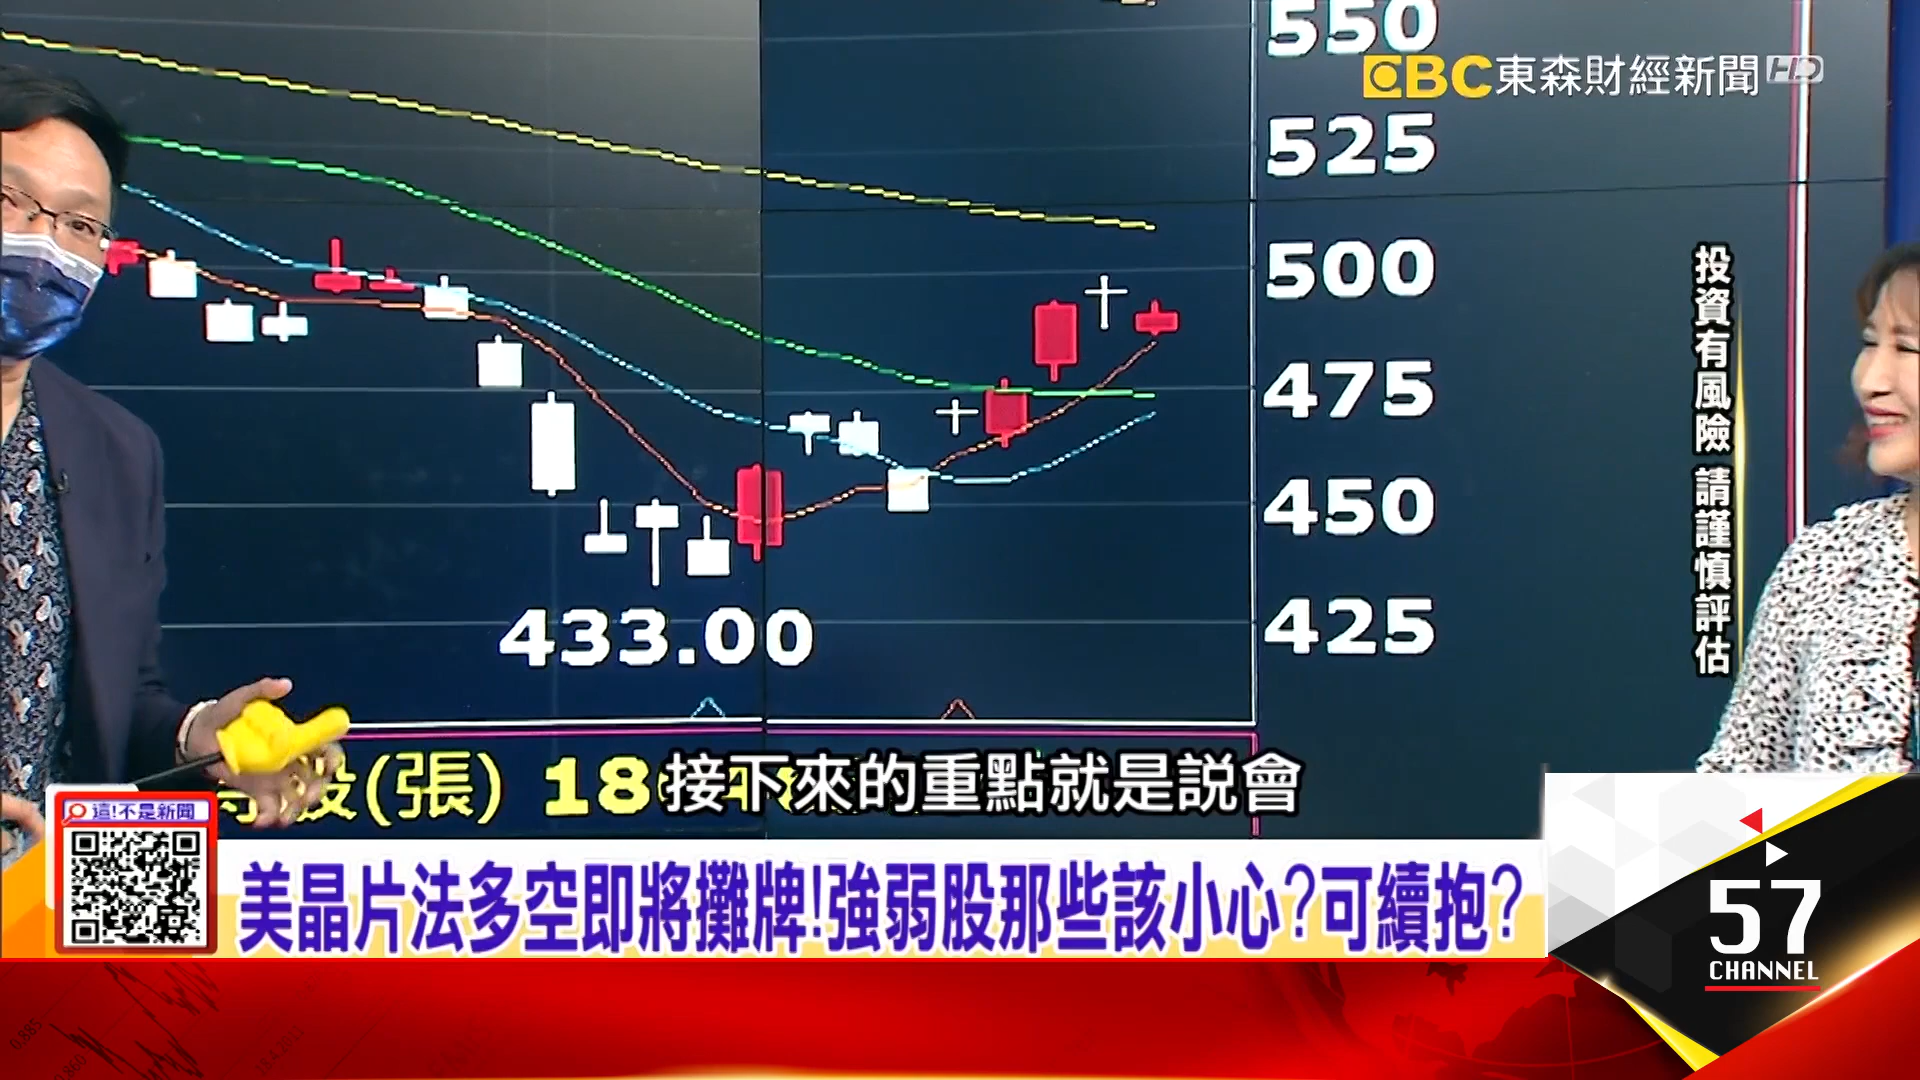 550
EBC東森財經新聞HD
525
500
475
450
425
433.00
投資有風險 請謹慎評估
股(張) 18
接下來的重點就是說會
這!不是新聞
美晶片法多空即將攤牌!強弱股那些該小心?可續抱?
57
CHANNEL